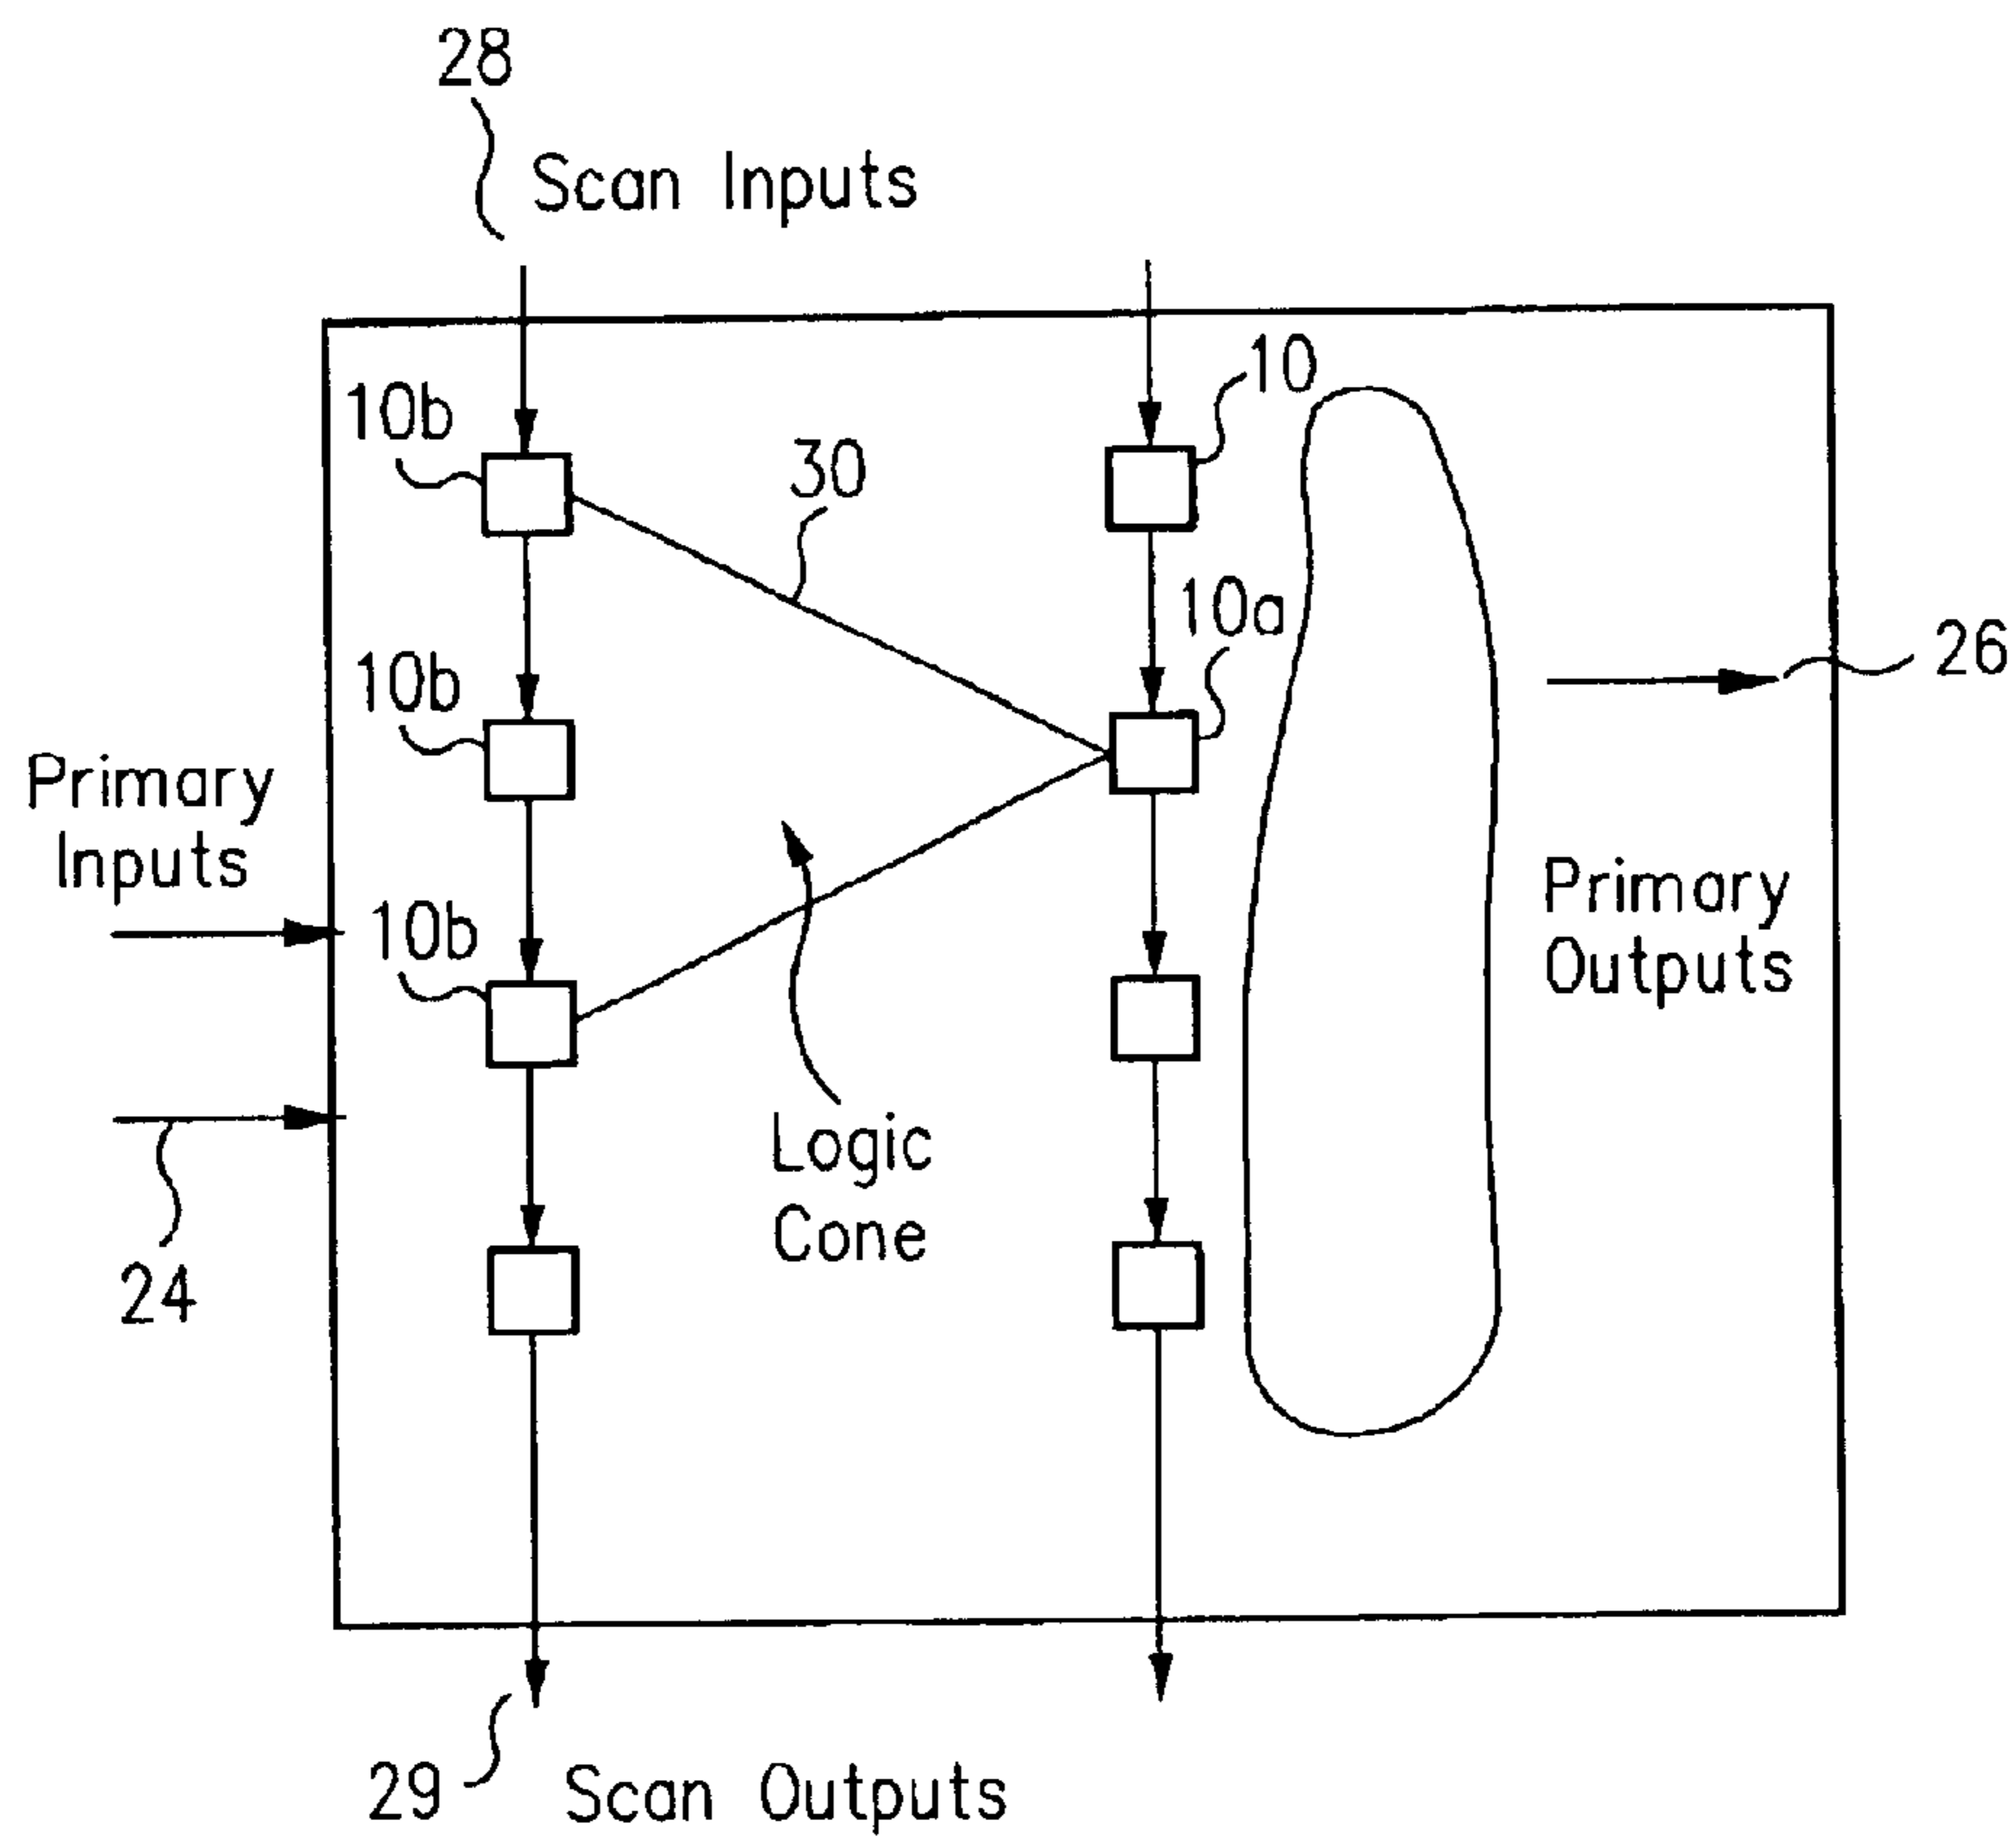 28
Scan Inputs
10
10b
30
10a
10b
26
Primary
Inputs
Primary
Outputs
10b
Logic
Cone
24
29
Scan Outputs